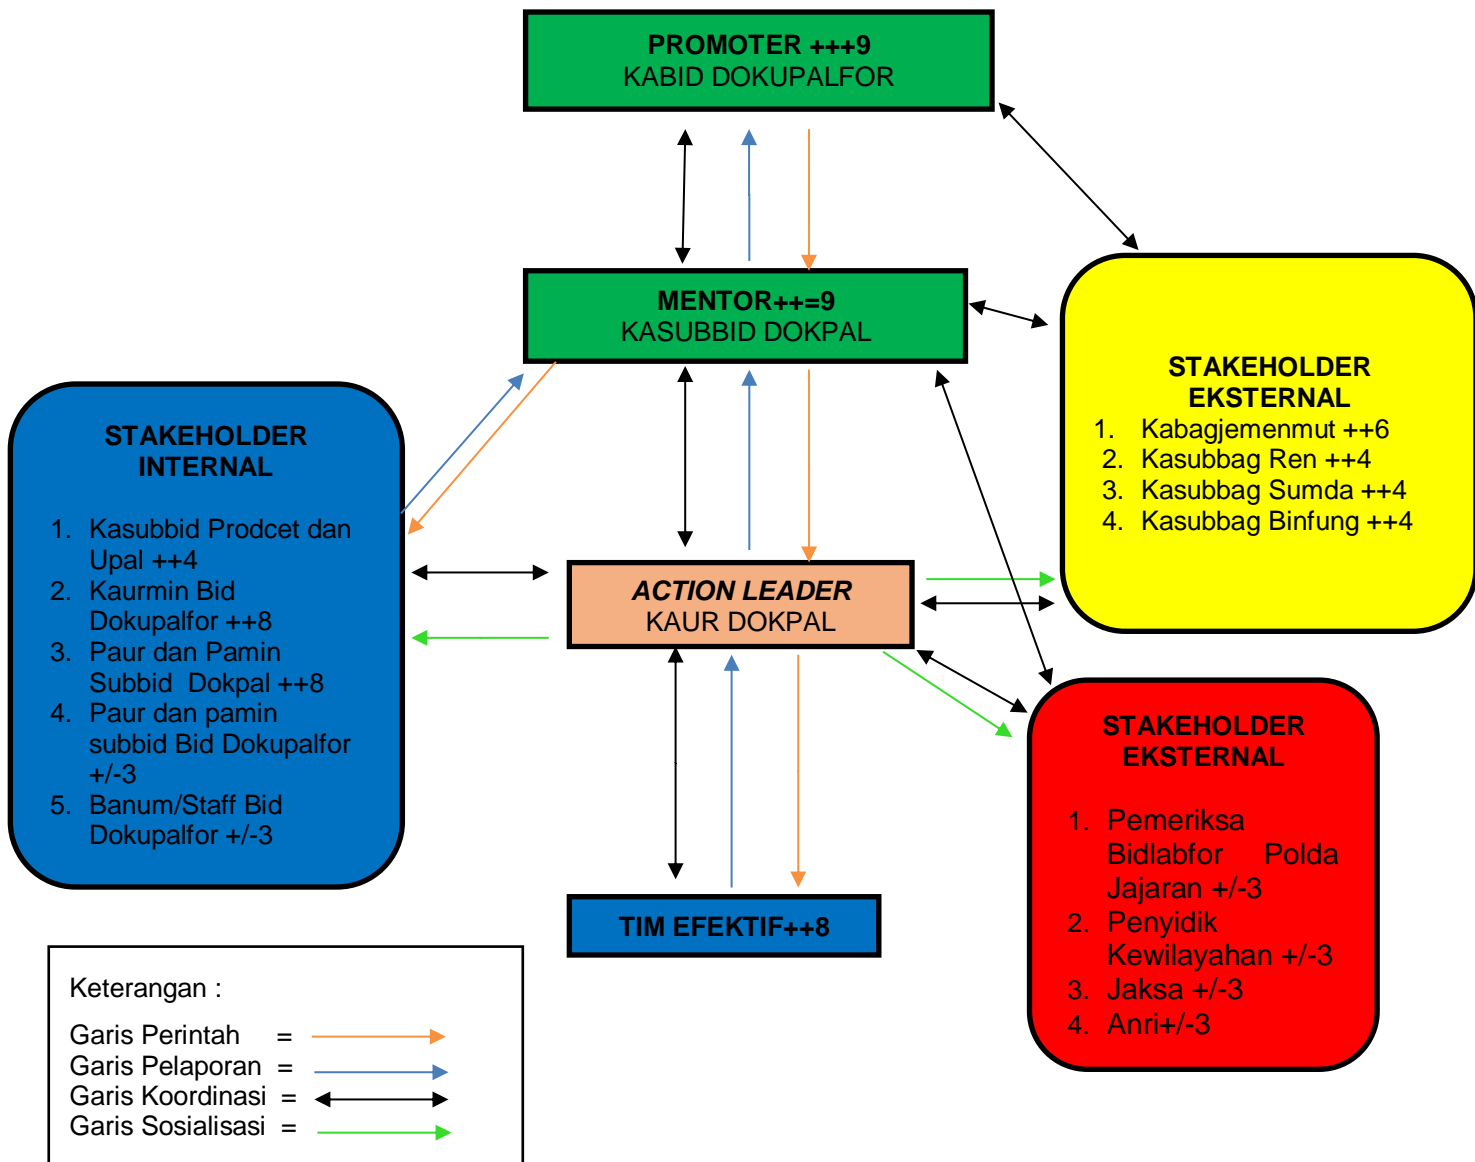 PROMOTER +++9
KABID DOKUPALFOR
MENTOR++=9
KASUBBID DOKPAL
STAKEHOLDER
EKSTERNAL
1. Kabagjemenmut ++6
2. Kasubbag Ren ++4
3. Kasubbag Sumda ++4
4. Kasubbag Binfung ++4
STAKEHOLDER
INTERNAL
1. Kasubbid Prodcet dan
Upal ++4
2. Kaurmin Bid
Dokupalfor ++8
3. Paur dan Pamin
Subbid Dokpal ++8
4. Paur dan pamin
subbid Bid Dokupalfor
+/-3
5. Banum/Staff Bid
Dokupalfor +/-3
ACTION LEADER
KAUR DOKPAL
STAKEHOLDER
EKSTERNAL
1. Pemeriksa
Bidlabfor Polda
Jajaran +/-3
2. Penyidik
Kewilayahan +/-3
3. Jaksa +/-3
4. Anri+/-3
TIM EFEKTIF++8
Keterangan :
Garis Perintah =
Garis Pelaporan =
Garis Koordinasi =
Garis Sosialisasi =